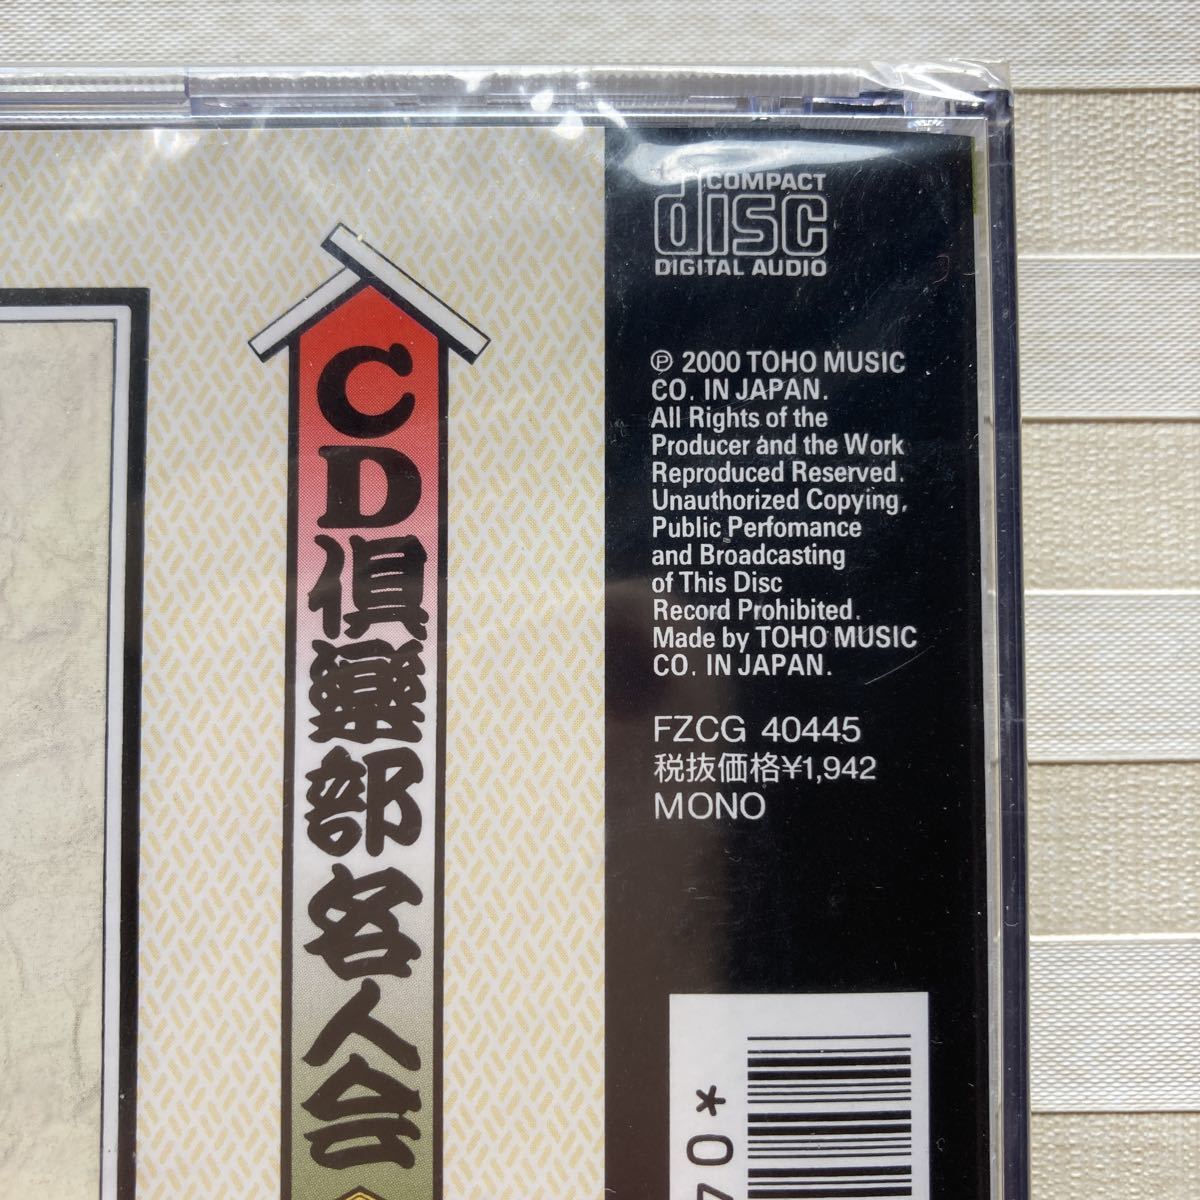 CD倶楽部名人会
COMPACT
disc
DIGITAL AUDIO
Ⓟ 2000 TOHO MUSIC
CO. IN JAPAN.
All Rights of the
Producer and the Work
Reproduced Reserved.
Unauthorized Copying,
Public Perfomance
and Broadcasting
of This Disc
Record Prohibited.
Made by TOHO MUSIC
CO. IN JAPAN.
FZCG 40445
税抜価格¥1,942
MONO
70*